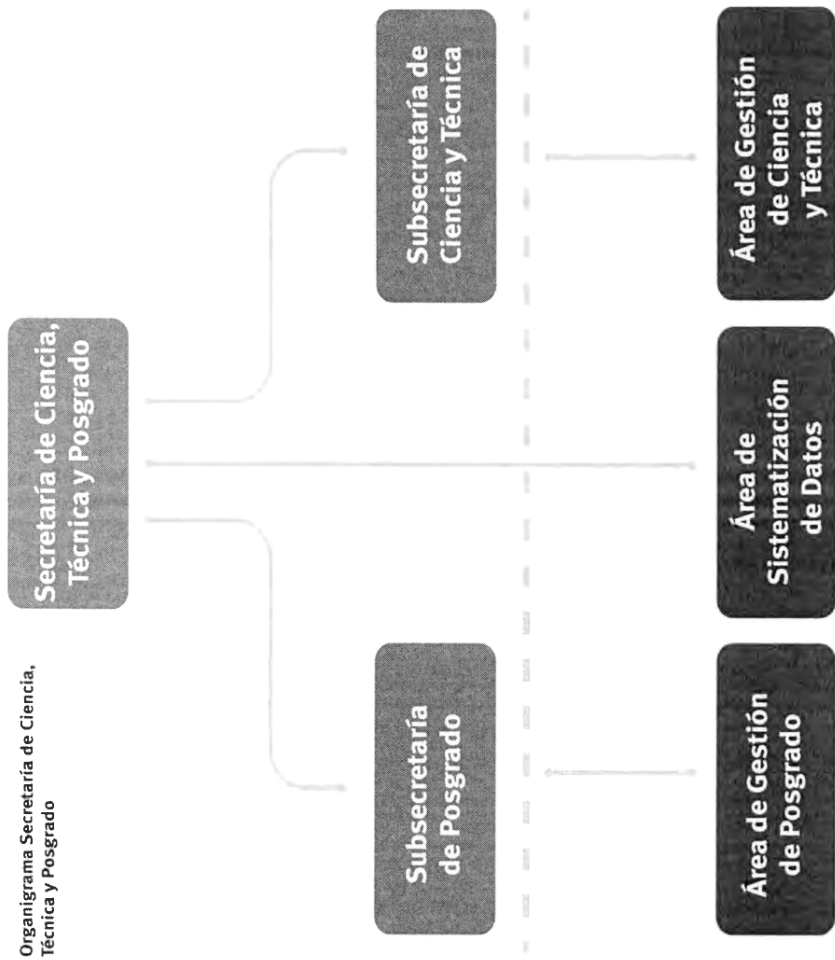 Organigrama Secretaría de Ciencia,
Técnica y Posgrado
Secretaría de Ciencia,
Técnica y Posgrado
Subsecretaría
de Posgrado
Subsecretaría de
Ciencia y Técnica
Área de Gestión
de Posgrado
Área de
Sistematización
de Datos
Área de Gestión
de Ciencia
y Técnica